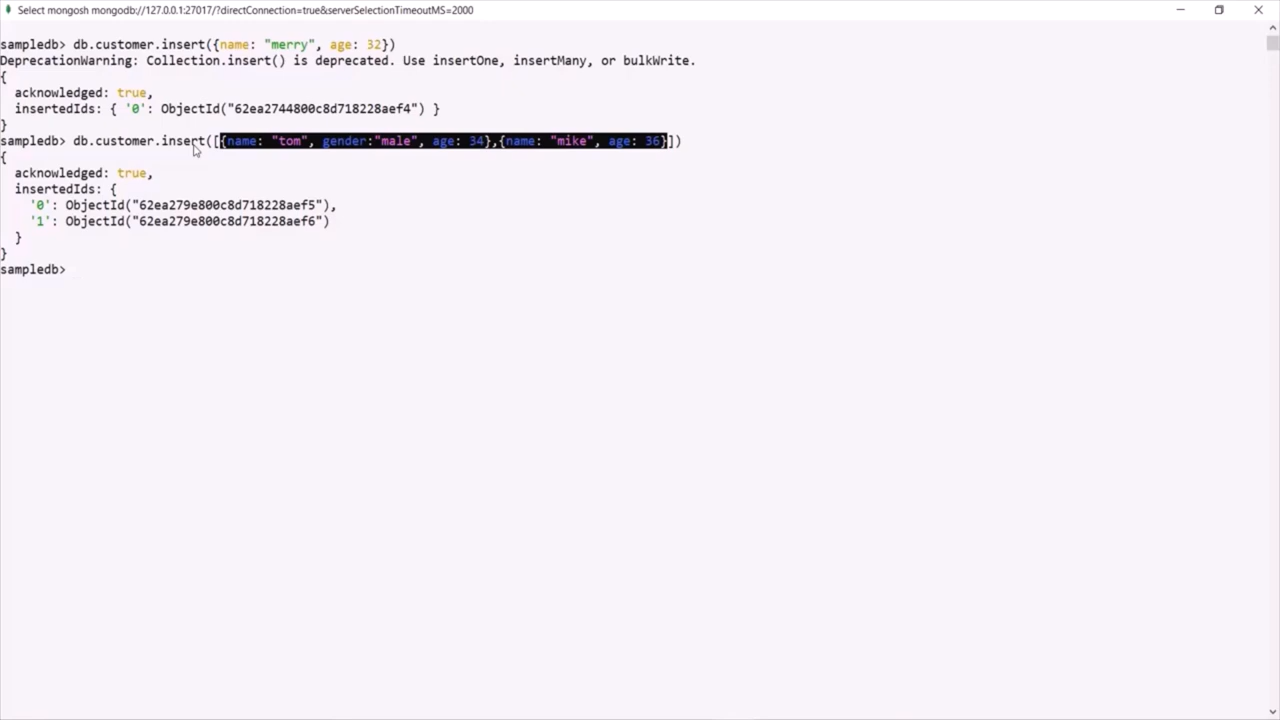 Select mongosh mongodb://127.0.0.1:27017/?directConnection=true&serverSelectionTimeoutMS=2000
sampledb> db.customer.insert({name: "merry", age: 32})
DeprecationWarning: Collection.insert() is deprecated. Use insertOne, insertMany, or bulkWrite.
{
  acknowledged: true,
  insertedIds: { '0': ObjectId("62ea2744800c8d718228aef4") }
}
sampledb> db.customer.insert([{name: "tom", gender:"male", age: 34},{name: "mike", age: 36}])
{
  acknowledged: true,
  insertedIds: {
    '0': ObjectId("62ea279e800c8d718228aef5"),
    '1': ObjectId("62ea279e800c8d718228aef6")
  }
}
sampledb>